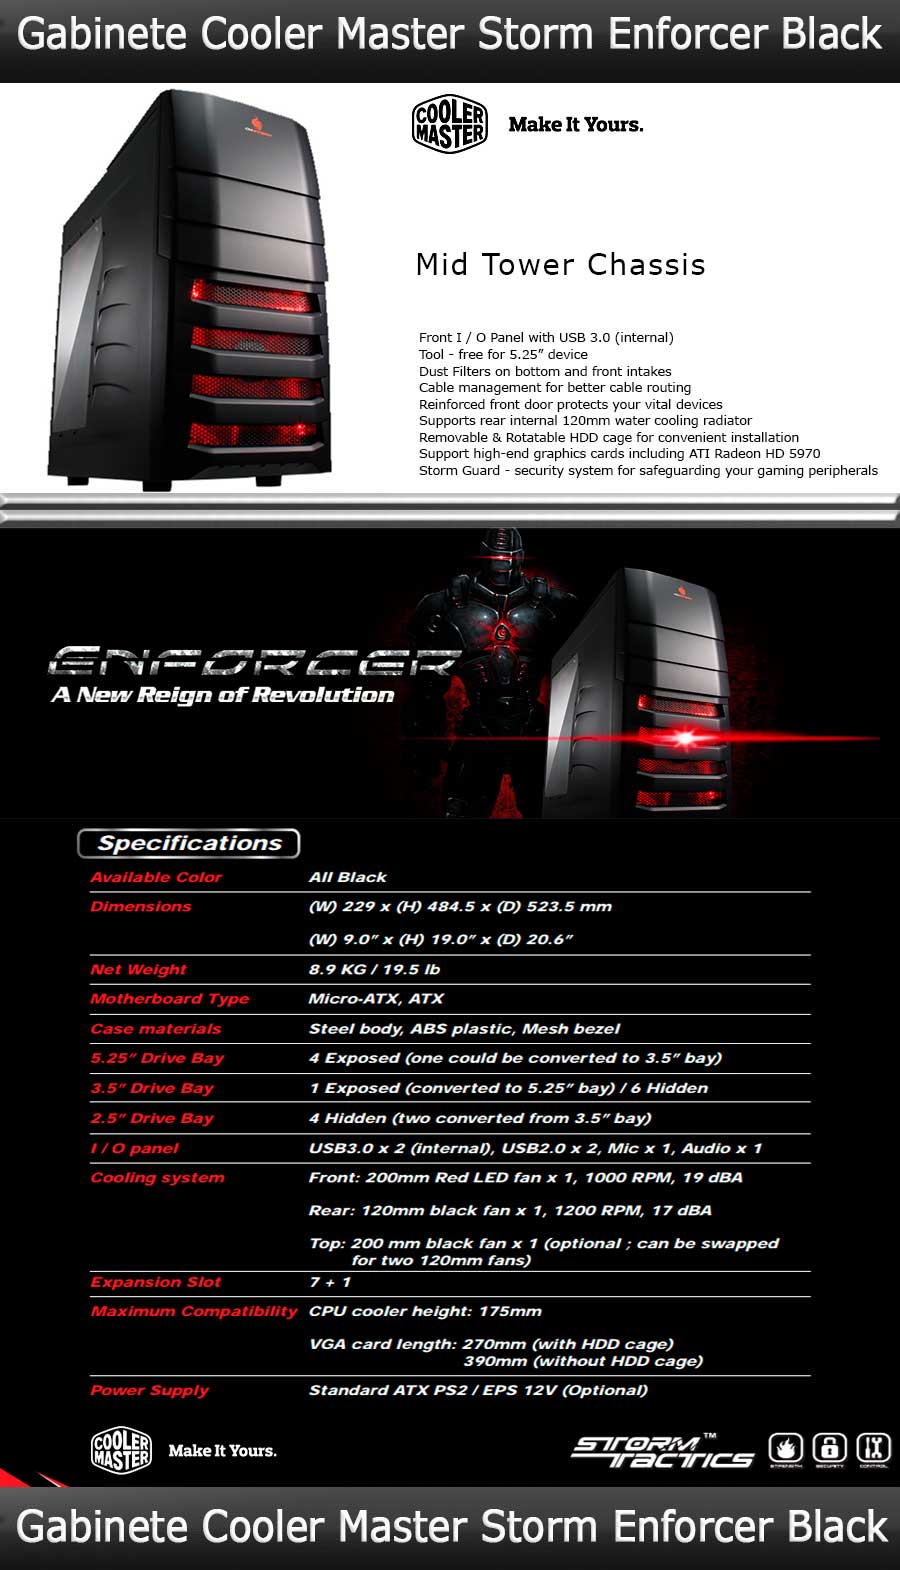 Gabinete Cooler Master Storm Enforcer Black
COOLER
MASTER
Make It Yours.
Mid Tower Chassis
Front I / O Panel with USB 3.0 (internal)
Tool - free for 5.25” device
Dust Filters on bottom and front intakes
Cable management for better cable routing
Reinforced front door protects your vital devices
Supports rear internal 120mm water cooling radiator
Removable & Rotatable HDD cage for convenient installation
Support high-end graphics cards including ATI Radeon HD 5970
Storm Guard - security system for safeguarding your gaming peripherals
ENFORCER
A New Reign of Revolution
Specifications
Available Color All Black
Dimensions (W) 229 x (H) 484.5 x (D) 523.5 mm
(W) 9.0” x (H) 19.0” x (D) 20.6”
Net Weight 8.9 KG / 19.5 lb
Motherboard Type Micro-ATX, ATX
Case materials Steel body, ABS plastic, Mesh bezel
5.25” Drive Bay 4 Exposed (one could be converted to 3.5” bay)
3.5” Drive Bay 1 Exposed (converted to 5.25” bay) / 6 Hidden
2.5” Drive Bay 4 Hidden (two converted from 3.5” bay)
I / O panel USB3.0 x 2 (internal), USB2.0 x 2, Mic x 1, Audio x 1
Cooling system Front: 200mm Red LED fan x 1, 1000 RPM, 19 dBA
Rear: 120mm black fan x 1, 1200 RPM, 17 dBA
Top: 200 mm black fan x 1 (optional ; can be swapped
for two 120mm fans)
Expansion Slot 7 + 1
Maximum Compatibility CPU cooler height: 175mm
VGA card length: 270mm (with HDD cage)
390mm (without HDD cage)
Power Supply Standard ATX PS2 / EPS 12V (Optional)
COOLER
MASTER
Make It Yours.
STORM™
TACTICS
STRENGTH SECURITY CONTROL
Gabinete Cooler Master Storm Enforcer Black